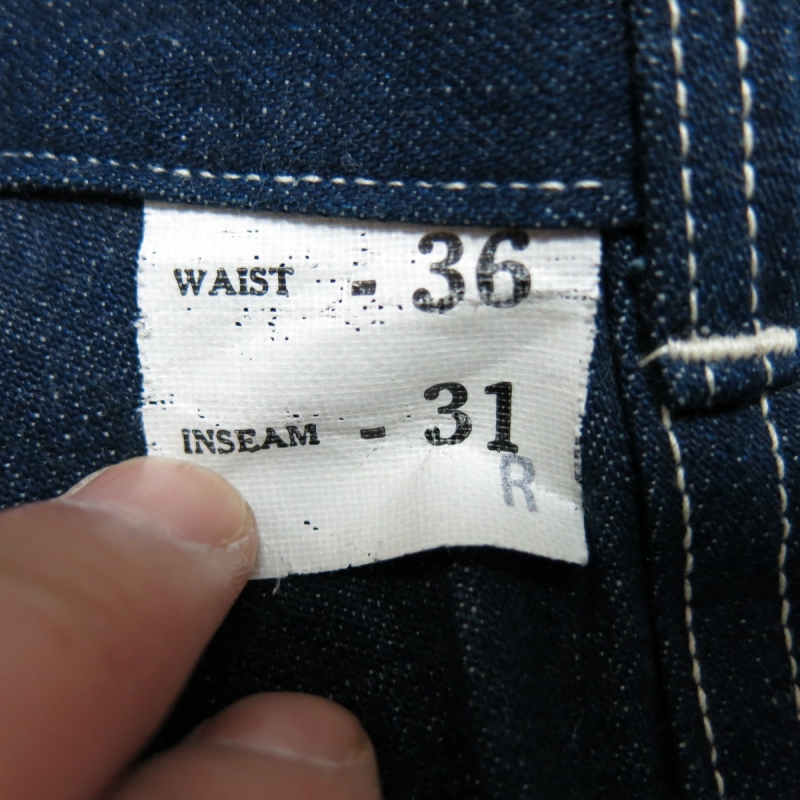 WAIST - 36
INSEAM - 31
R